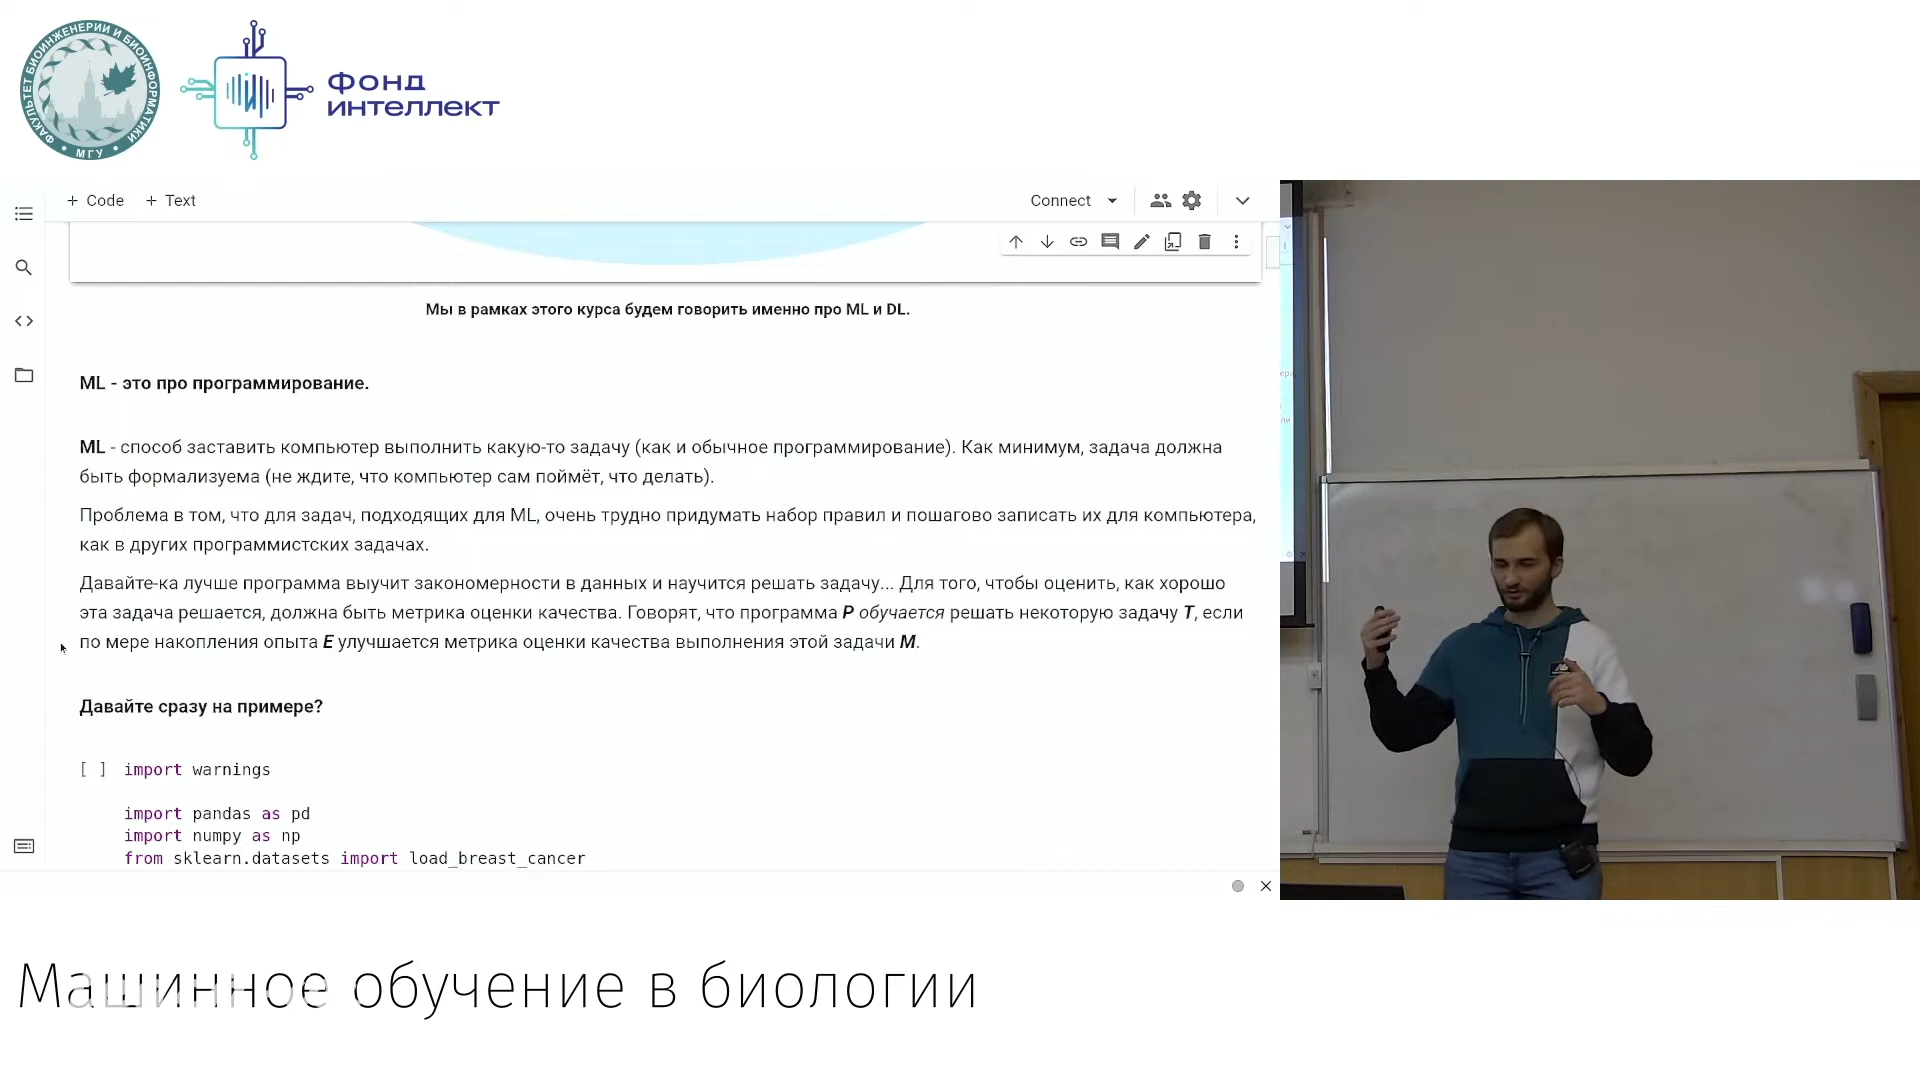 ФАКУЛЬТЕТ БИОИНЖЕНЕРИИ И БИОИНФОРМАТИКИ
• МГУ •
ФОНД
ИНТЕЛЛЕКТ
+ Code + Text
Connect
Мы в рамках этого курса будем говорить именно про ML и DL.
ML - это про программирование.
ML - способ заставить компьютер выполнить какую-то задачу (как и обычное программирование). Как минимум, задача должна
быть формализуема (не ждите, что компьютер сам поймёт, что делать).
Проблема в том, что для задач, подходящих для ML, очень трудно придумать набор правил и пошагово записать их для компьютера,
как в других программистских задачах.
Давайте-ка лучше программа выучит закономерности в данных и научится решать задачу... Для того, чтобы оценить, как хорошо
эта задача решается, должна быть метрика оценки качества. Говорят, что программа P обучается решать некоторую задачу T, если
по мере накопления опыта E улучшается метрика оценки качества выполнения этой задачи M.
Давайте сразу на примере?
[ ] import warnings
import pandas as pd
import numpy as np
from sklearn.datasets import load_breast_cancer
Машинное обучение в биологии